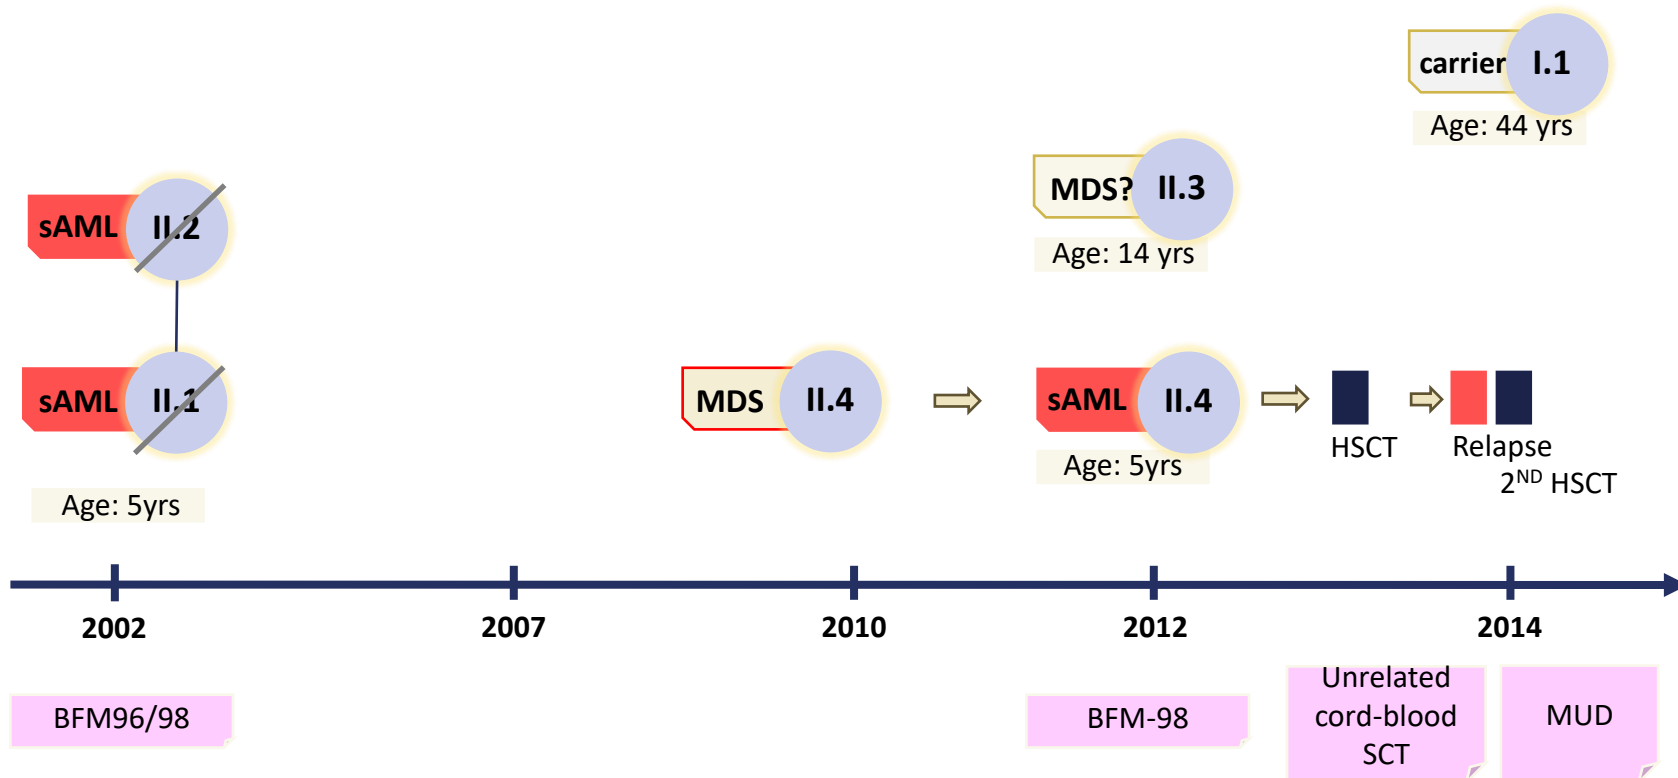 carrier I.1
Age: 44 yrs
MDS? II.3
Age: 14 yrs
sAML II.2
sAML II.1
Age: 5yrs
MDS II.4
sAML II.4
Age: 5yrs
HSCT
Relapse
2ND HSCT
2002 2007 2010 2012 2014
BFM96/98
BFM-98
Unrelated
cord-blood
SCT
MUD